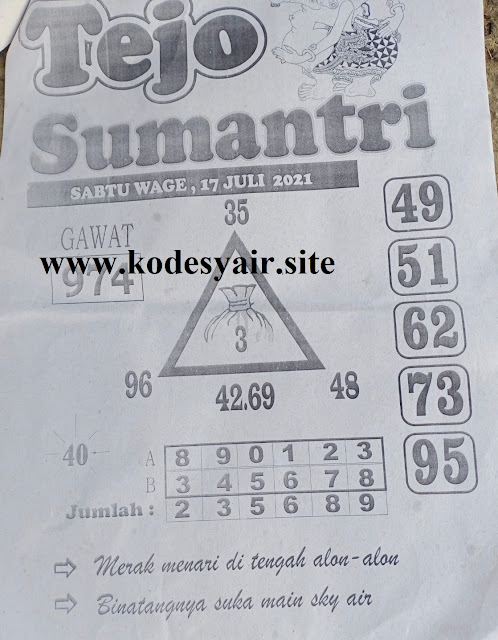 Tejo
Sumantri
SABTU WAGE, 17 JULI 2021
35
GAWAT
974
www.kodesyair.site
3
96
42.69
48
49
51
62
73
95
40
A 8 9 0 1 2 3
B 3 4 5 6 7 8
Jumlah : 2 3 5 6 8 9
⇨ Merak menari di tengah alon-alon
⇨ Binatangnya suka main sky air